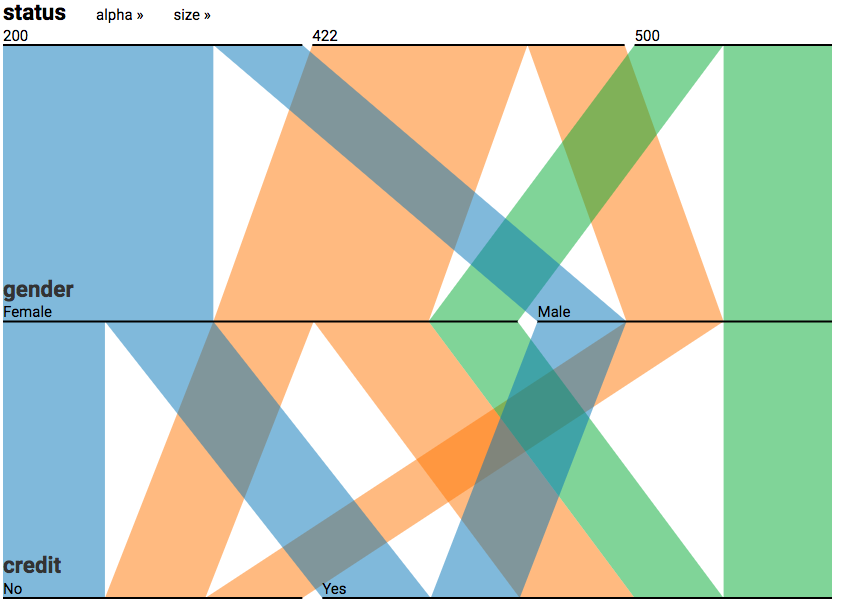 status alpha » size »
200 422 500
gender
Female Male
credit
No Yes